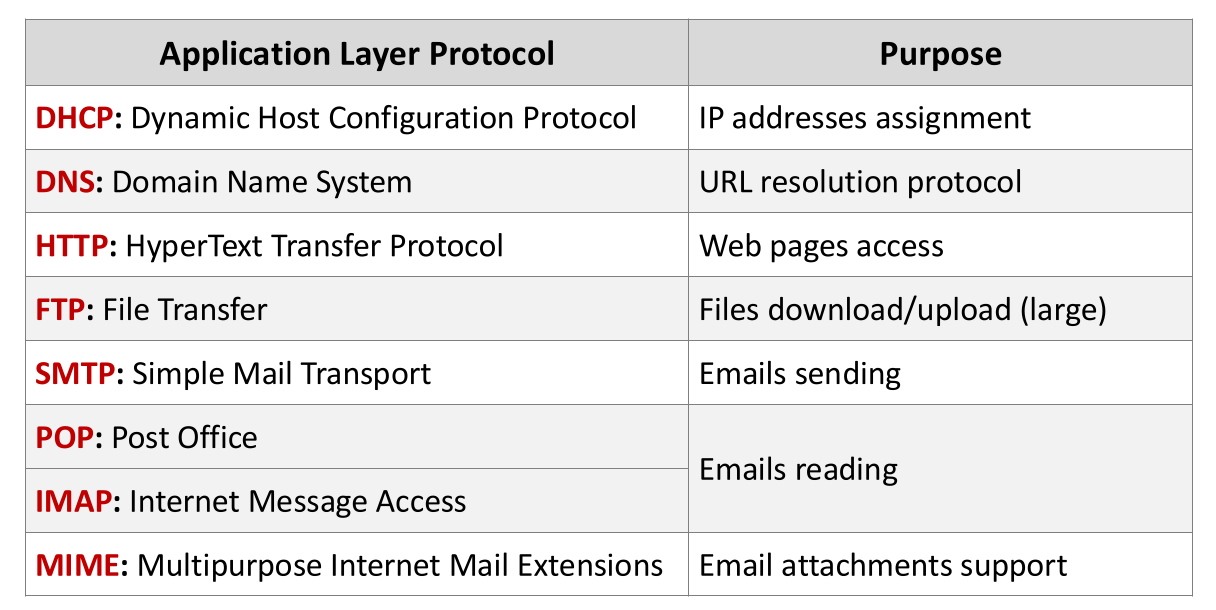 Application Layer Protocol Purpose
DHCP: Dynamic Host Configuration Protocol IP addresses assignment
DNS: Domain Name System URL resolution protocol
HTTP: HyperText Transfer Protocol Web pages access
FTP: File Transfer Files download/upload (large)
SMTP: Simple Mail Transport Emails sending
POP: Post Office
Emails reading
IMAP: Internet Message Access
MIME: Multipurpose Internet Mail Extensions Email attachments support